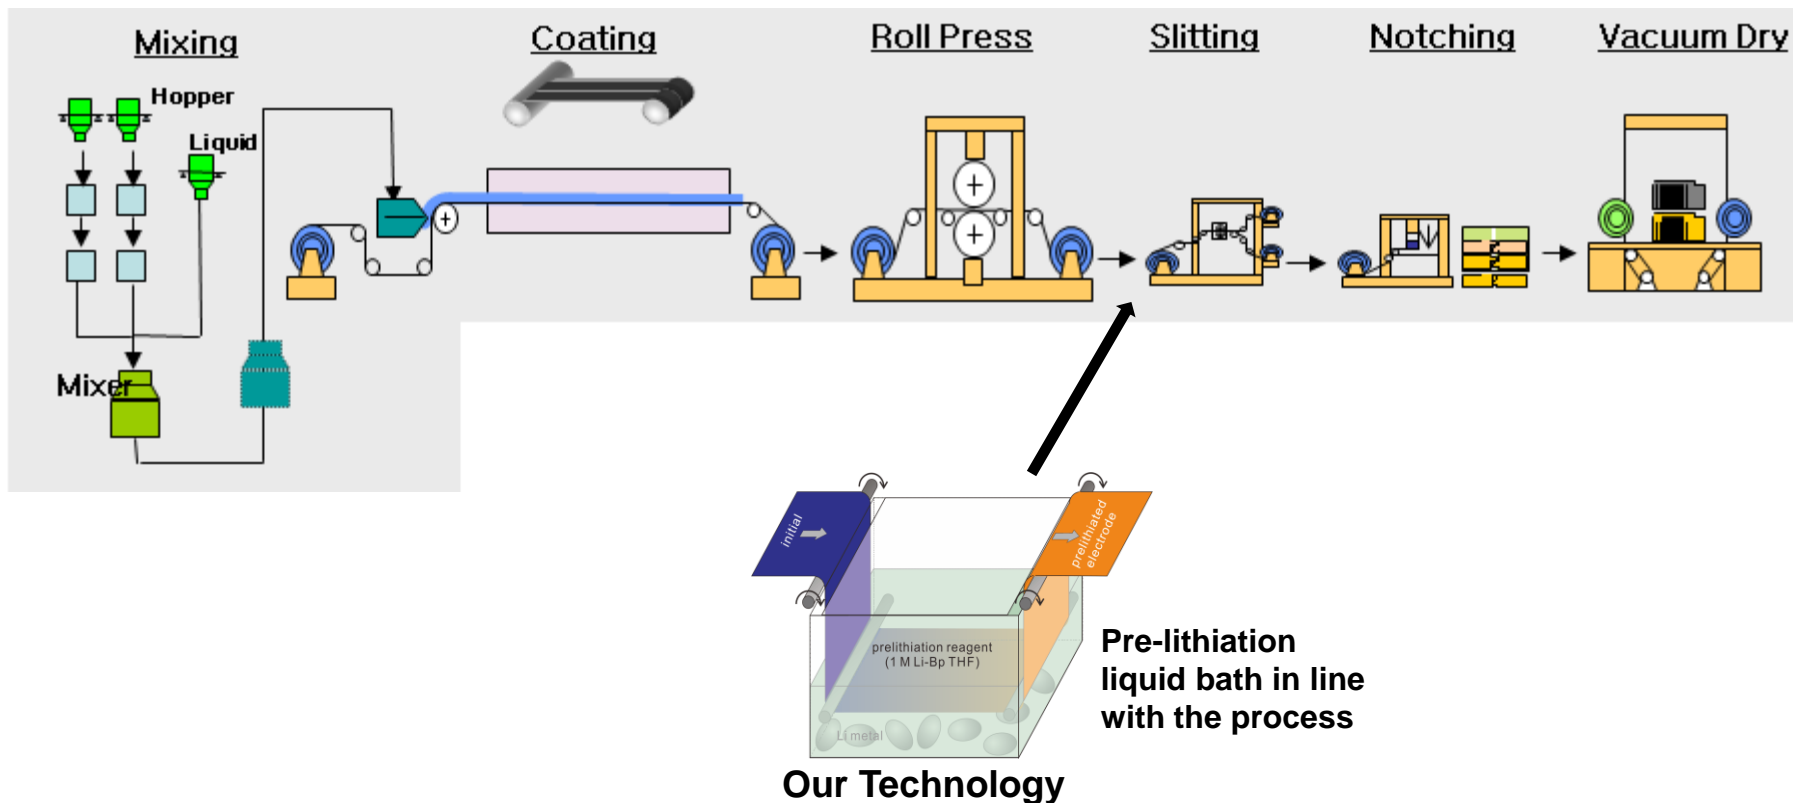 Mixing
Coating
Roll Press
Slitting
Notching
Vacuum Dry
Hopper
Liquid
Mixer
initial
prelithiated
electrode
prelithiation reagent
(1 M Li-Bp THF)
Li metal
Pre-lithiation
liquid bath in line
with the process
Our Technology